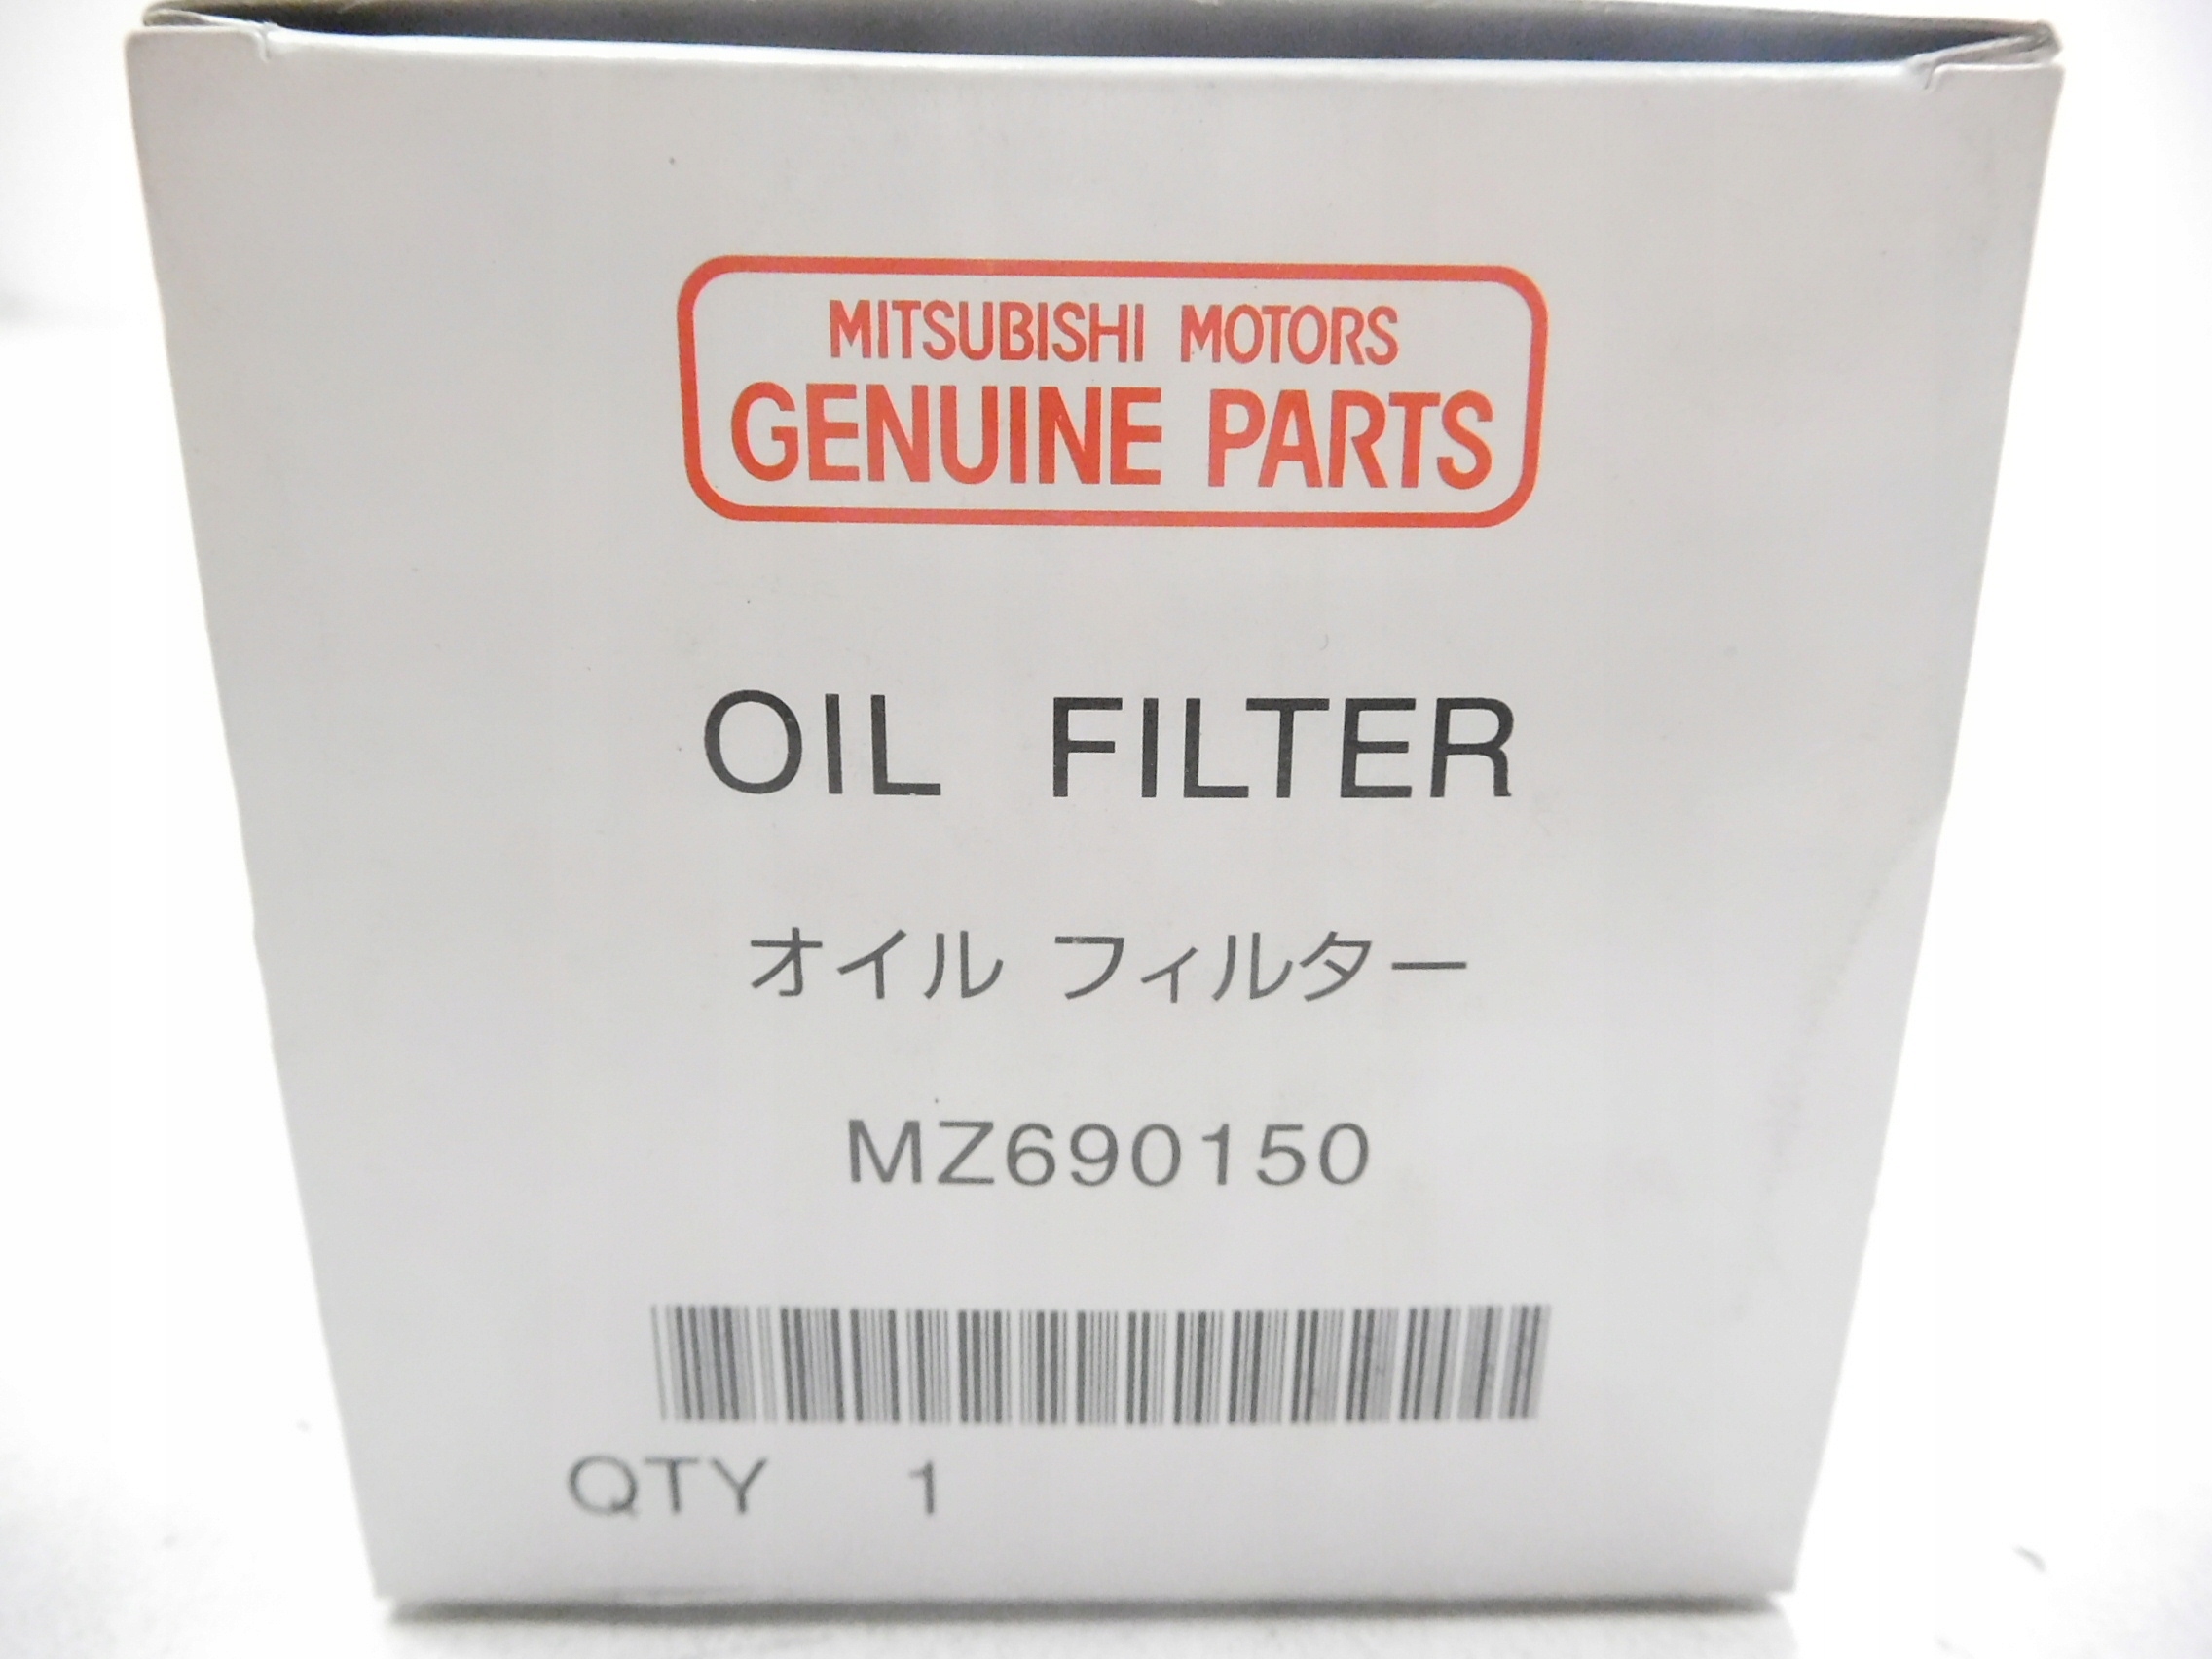 MITSUBISHI MOTORS
GENUINE PARTS
OIL FILTER
オイル フィルター
MZ690150
QTY 1